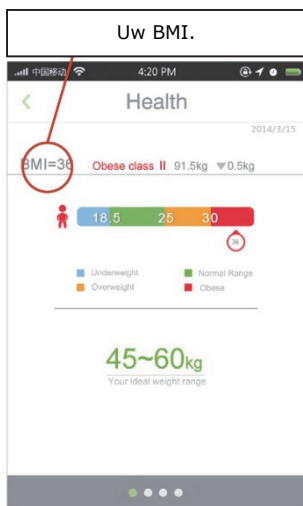 Uw BMI.
中国移动 4:20 PM
Health
2014/3/15
BMI=36 Obese class II 91.5kg ▼0.5kg
18.5 25 30
36
Underweight Normal Range
Overweight Obese
45~60kg
Your ideal weight range